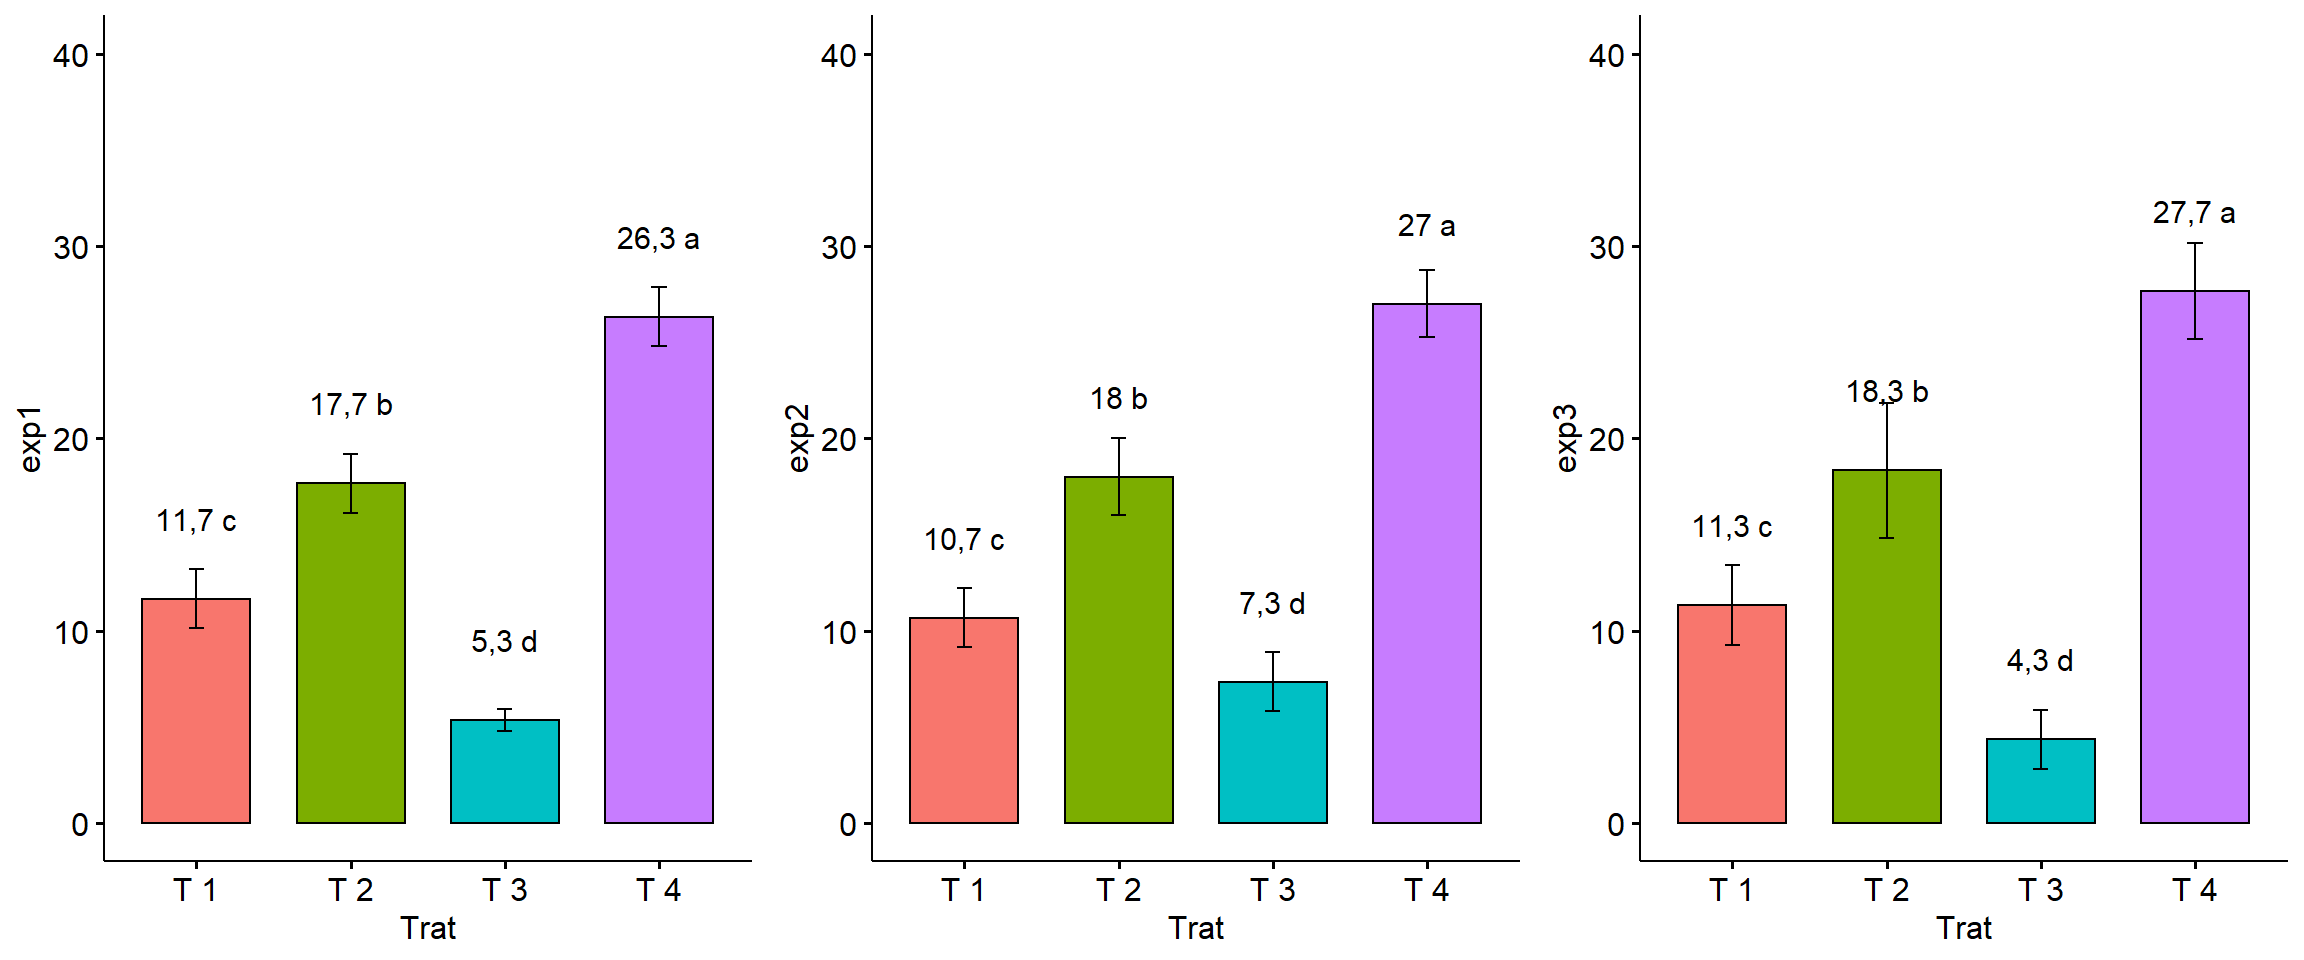 exp1
40
30
20
10
0
11,7 c
17,7 b
5,3 d
26,3 a
T 1 T 2 T 3 T 4
Trat
exp2
40
30
20
10
0
10,7 c
18 b
7,3 d
27 a
T 1 T 2 T 3 T 4
Trat
exp3
40
30
20
10
0
11,3 c
18,3 b
4,3 d
27,7 a
T 1 T 2 T 3 T 4
Trat